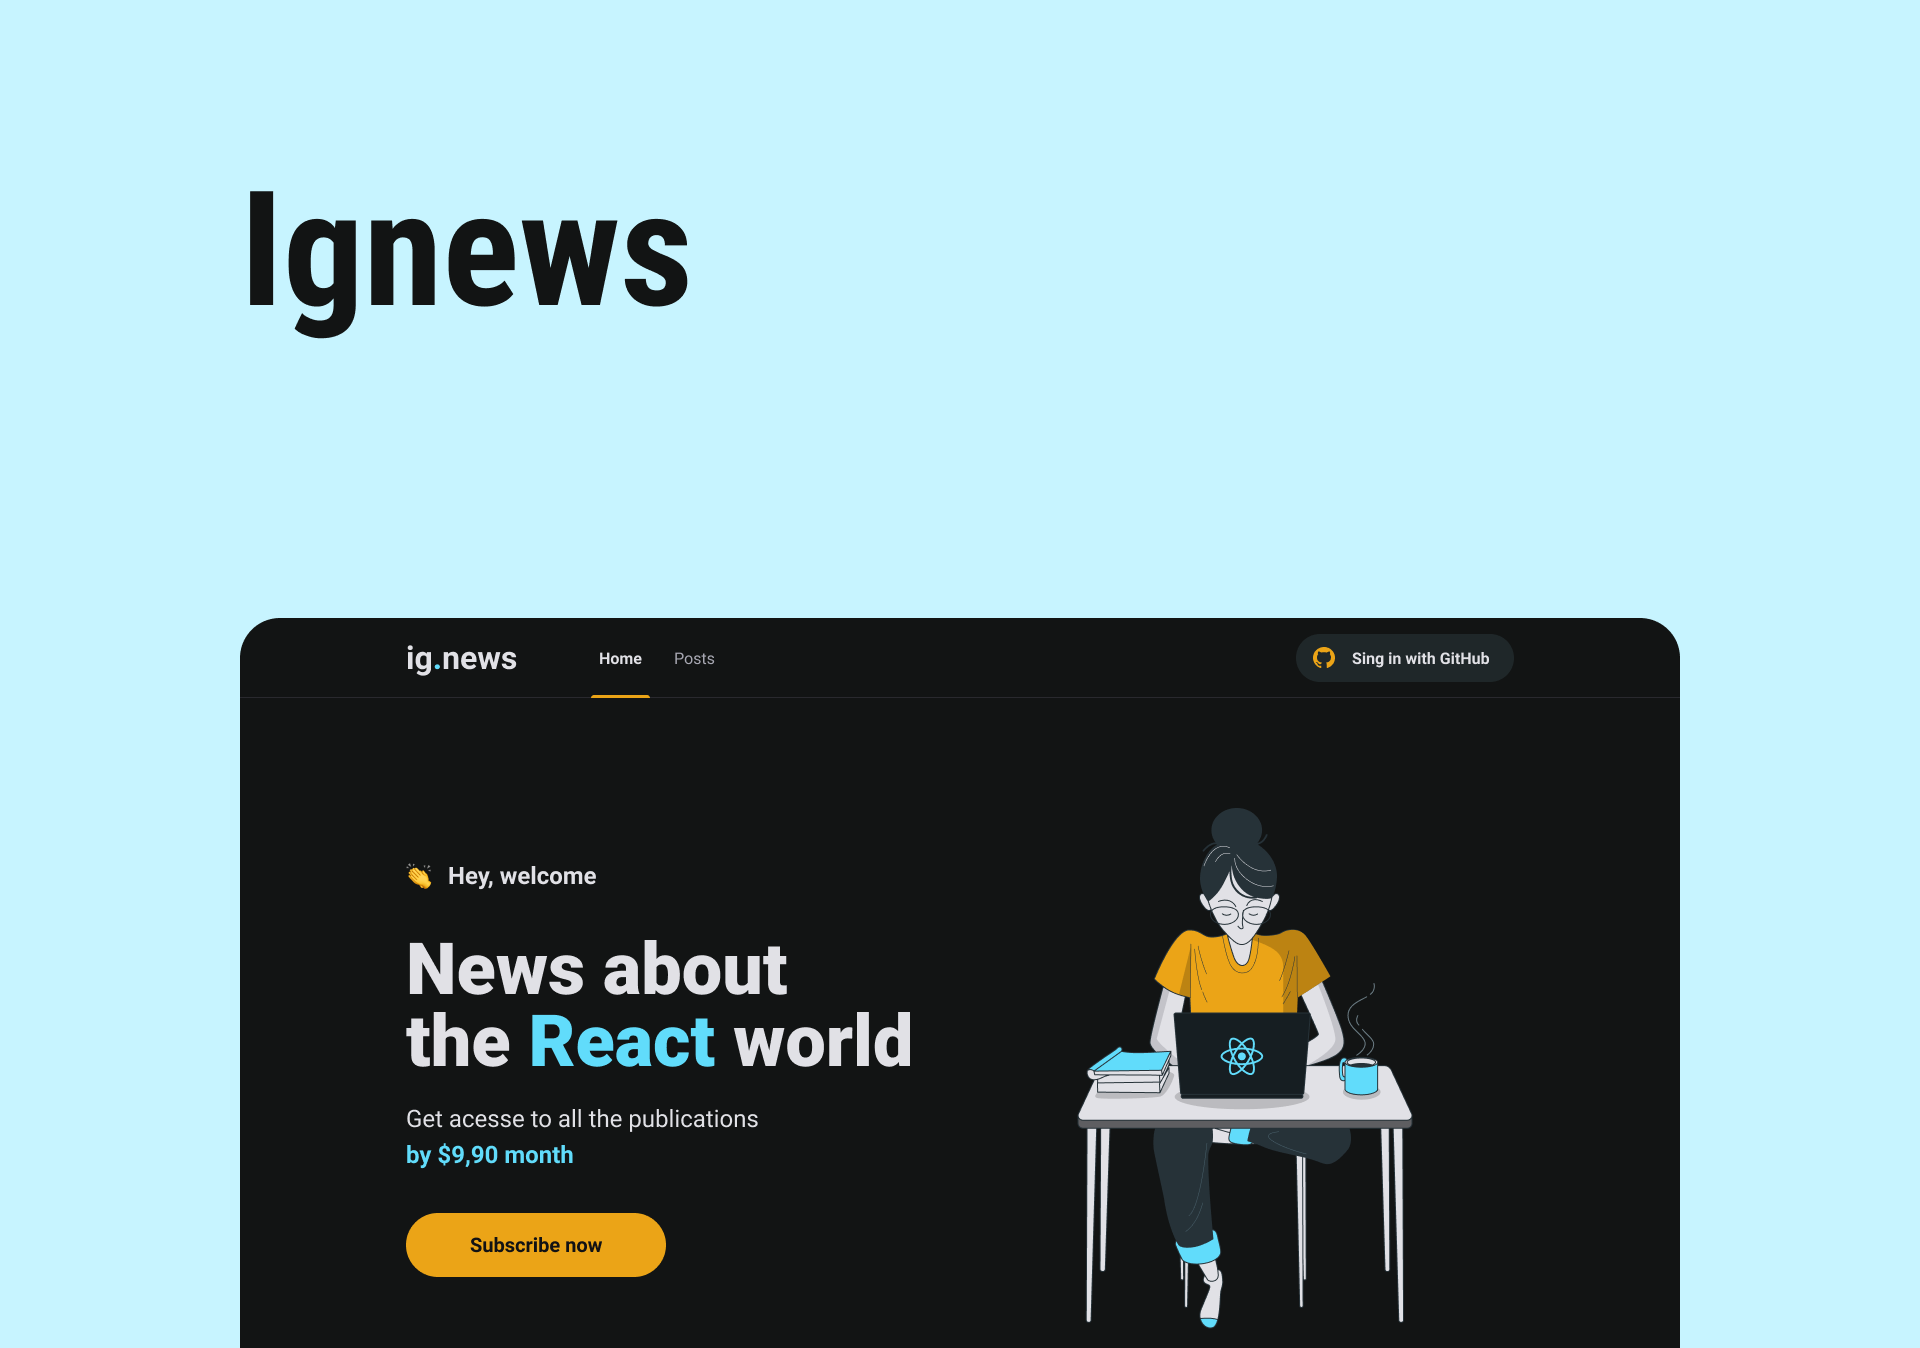 Ignews
ig.news
Home
Posts
Sing in with GitHub
Hey, welcome
News about
the React world
Get acesse to all the publications
by $9,90 month
Subscribe now